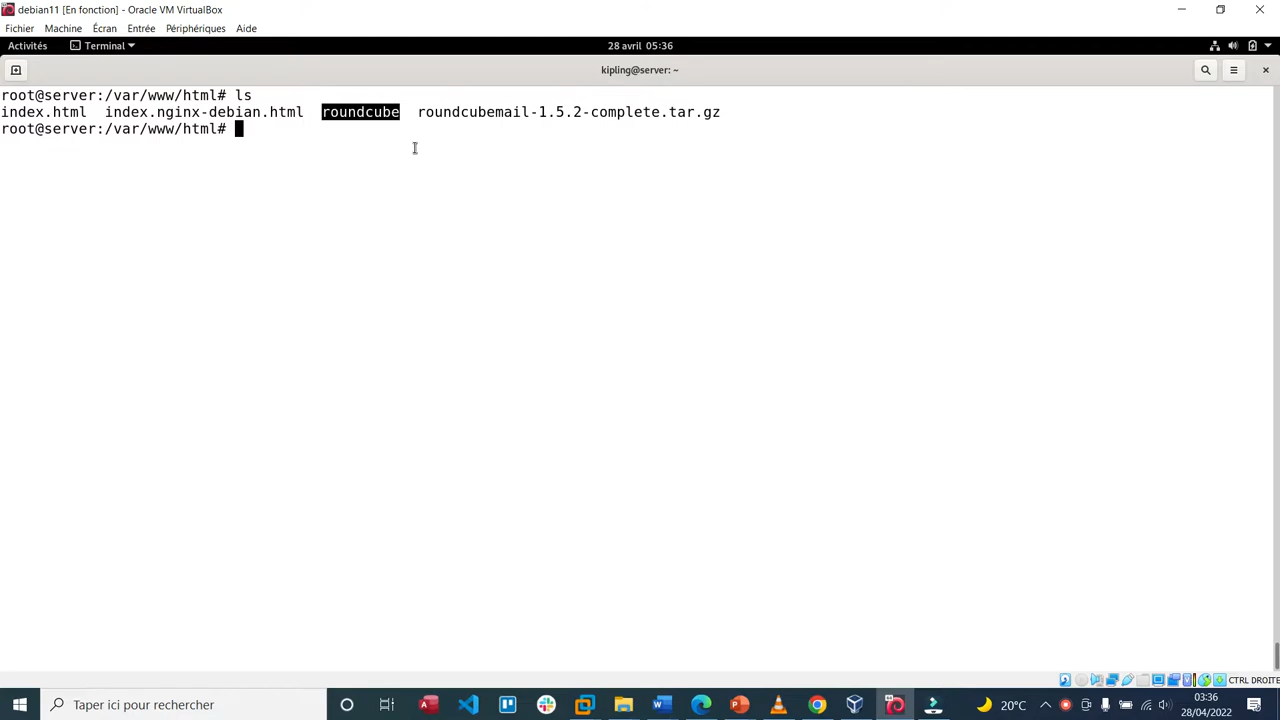 debian11 [En fonction] - Oracle VM VirtualBox
Fichier Machine Écran Entrée Périphériques Aide
Activités Terminal 28 avril 05:36
kipling@server: ~
root@server:/var/www/html# ls
index.html index.nginx-debian.html roundcube roundcubemail-1.5.2-complete.tar.gz
root@server:/var/www/html#
CTRL DROITE
Taper ici pour rechercher
20°C
03:36
28/04/2022